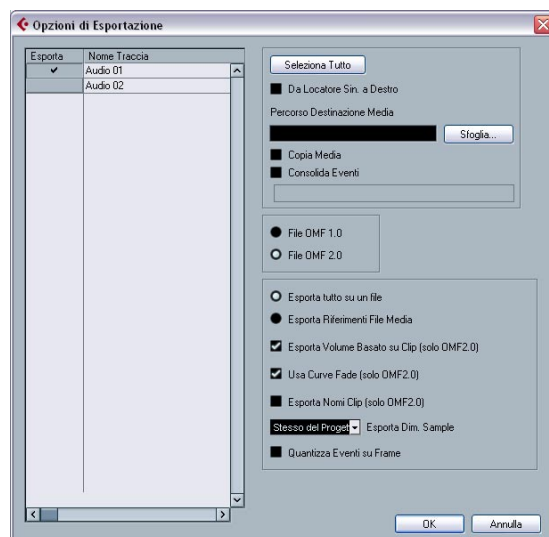 Opzioni di Esportazione
Esporta Nome Traccia
Audio 01
Audio 02
Seleziona Tutto
Da Locatore Sin. a Destro
Percorso Destinazione Media
Sfoglia...
Copia Media
Consolida Eventi
File OMF 1.0
File OMF 2.0
Esporta tutto su un file
Esporta Riferimenti File Media
Esporta Volume Basato su Clip (solo OMF2.0)
Usa Curve Fade (solo OMF2.0)
Esporta Nomi Clip (solo OMF2.0)
Stesso del Proget Esporta Dim. Sample
Quantizza Eventi su Frame
OK Annulla